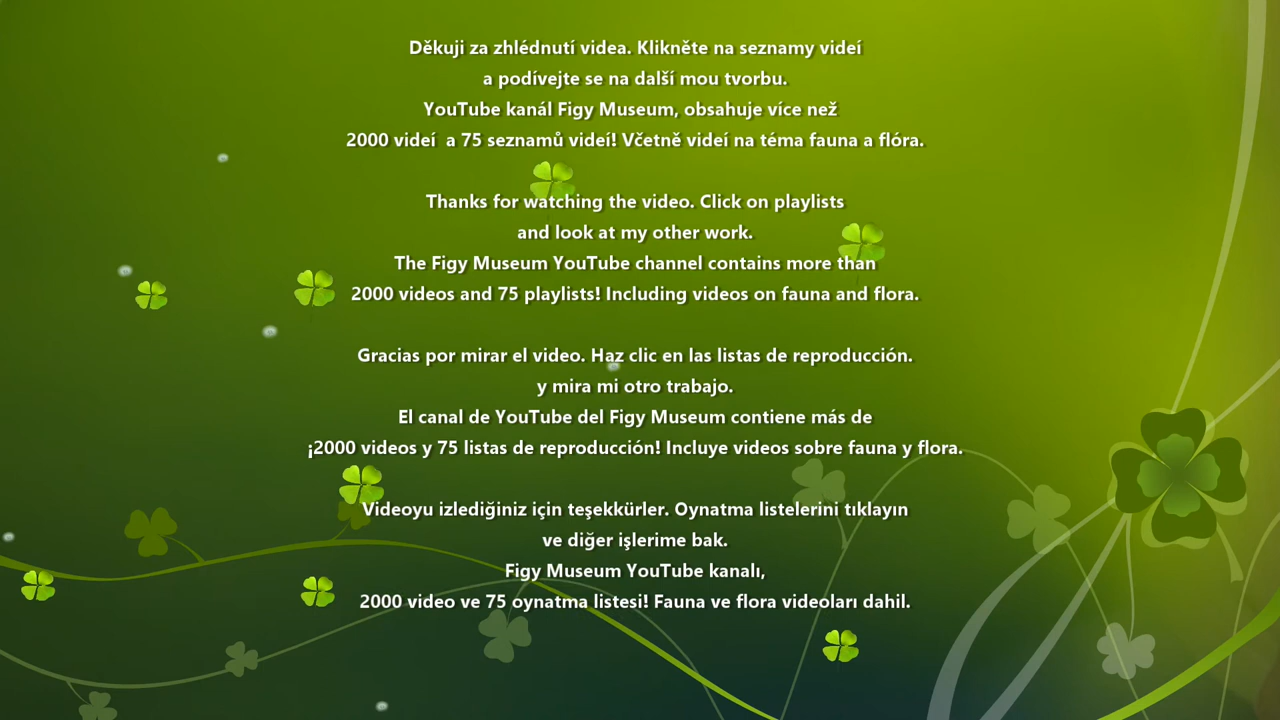 Děkuji za zhlédnutí videa. Klikněte na seznamy videí
a podívejte se na další mou tvorbu.
YouTube kanál Figy Museum, obsahuje více než
2000 videí  a 75 seznamů videí! Včetně videí na téma fauna a flóra.
Thanks for watching the video. Click on playlists
and look at my other work.
The Figy Museum YouTube channel contains more than
2000 videos and 75 playlists! Including videos on fauna and flora.
Gracias por mirar el video. Haz clic en las listas de reproducción.
y mira mi otro trabajo.
El canal de YouTube del Figy Museum contiene más de
¡2000 videos y 75 listas de reproducción! Incluye videos sobre fauna y flora.
Videoyu izlediğiniz için teşekkürler. Oynatma listelerini tıklayın
ve diğer işlerime bak.
Figy Museum YouTube kanalı,
2000 video ve 75 oynatma listesi! Fauna ve flora videoları dahil.